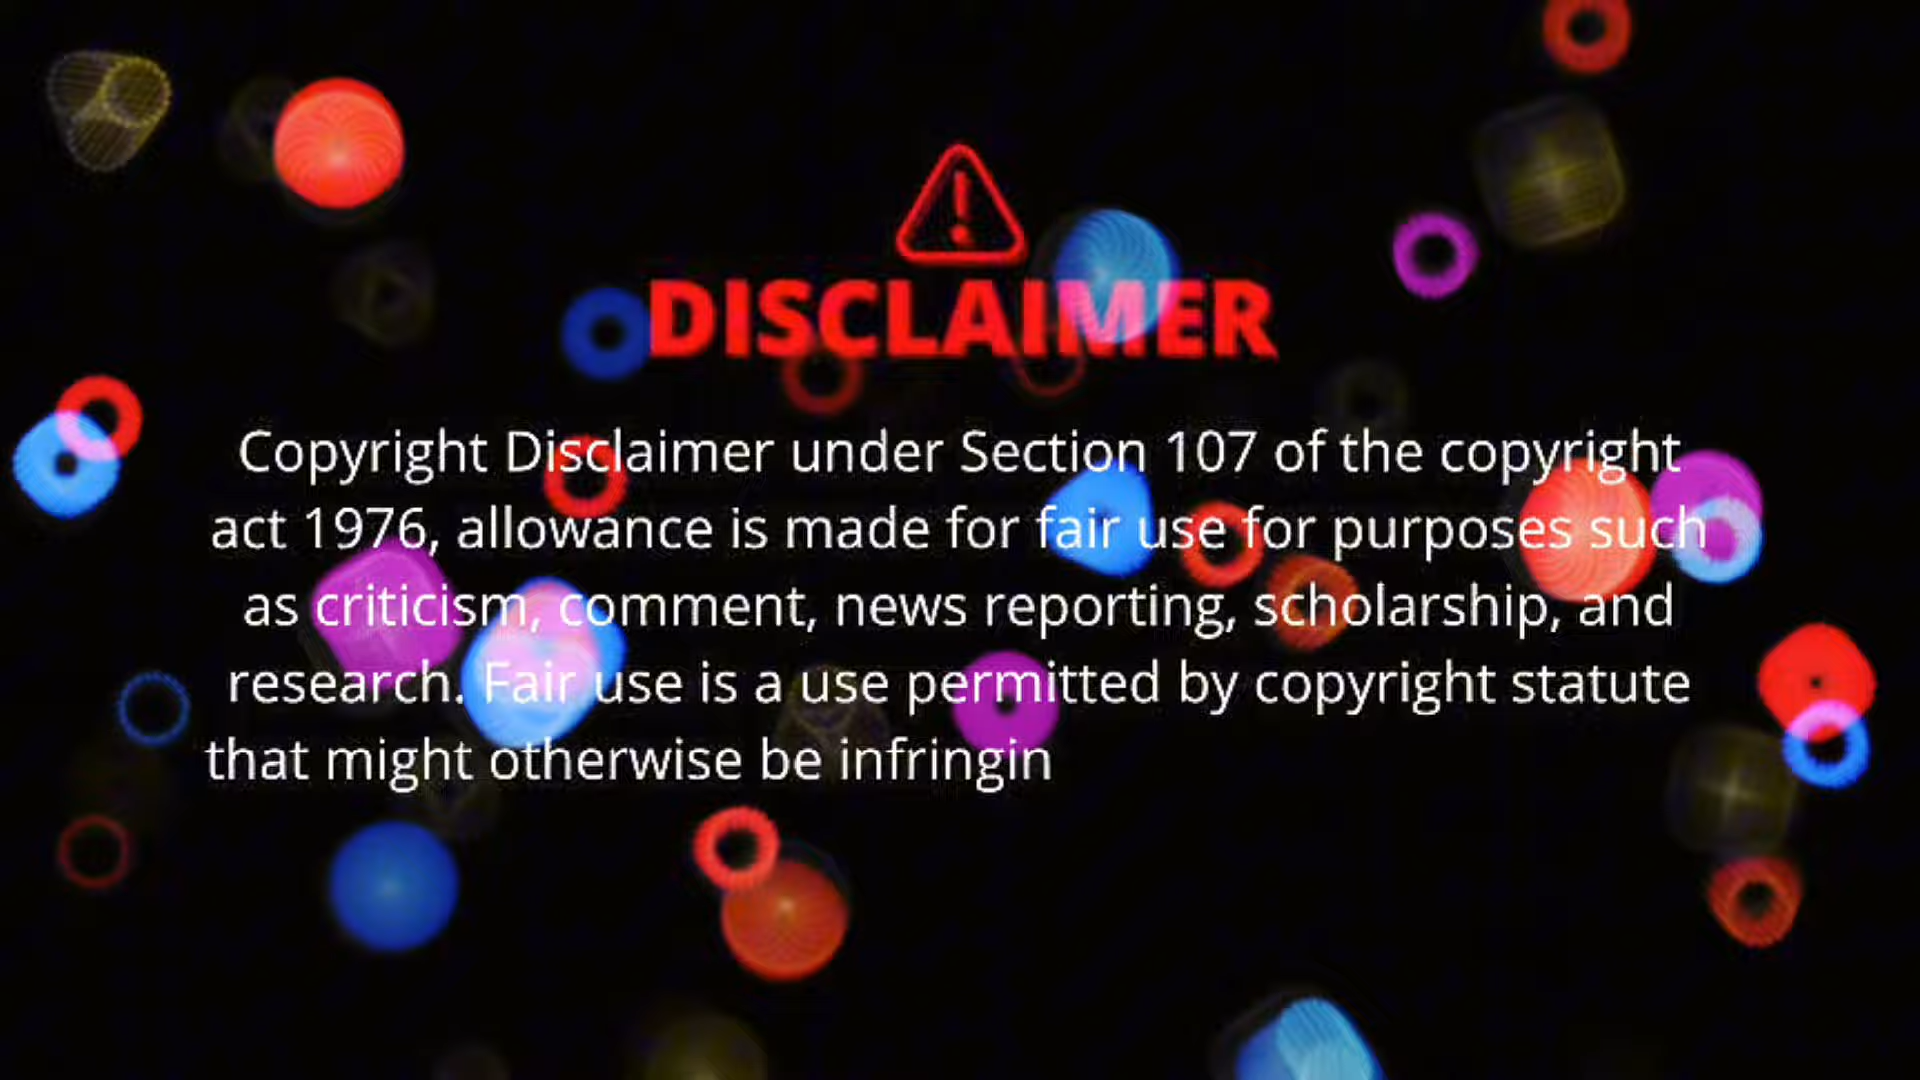 DISCLAIMER
Copyright Disclaimer under Section 107 of the copyright
act 1976, allowance is made for fair use for purposes such
as criticism, comment, news reporting, scholarship, and
research. Fair use is a use permitted by copyright statute
that might otherwise be infringin